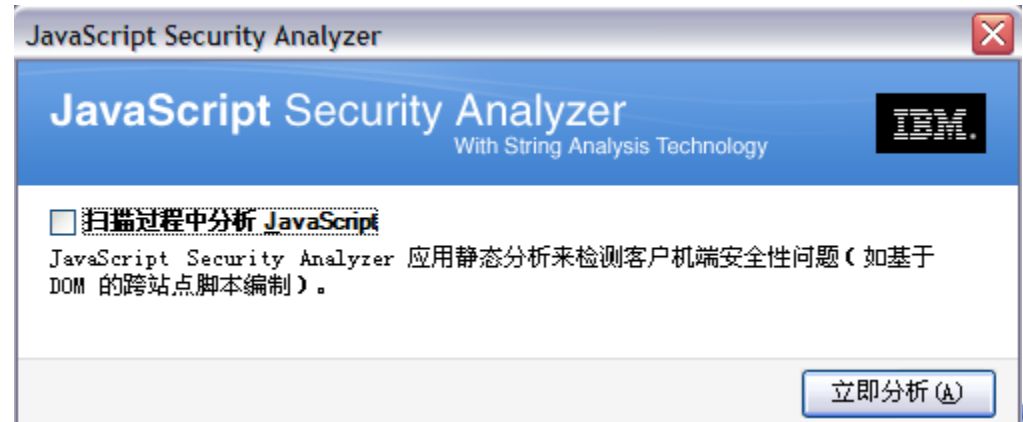 JavaScript Security Analyzer
JavaScript Security Analyzer
With String Analysis Technology
IBM.
扫描过程中分析 JavaScript
JavaScript Security Analyzer 应用静态分析来检测客户机端安全性问题（如基于
DOM 的跨站点脚本编制）。
立即分析(A)